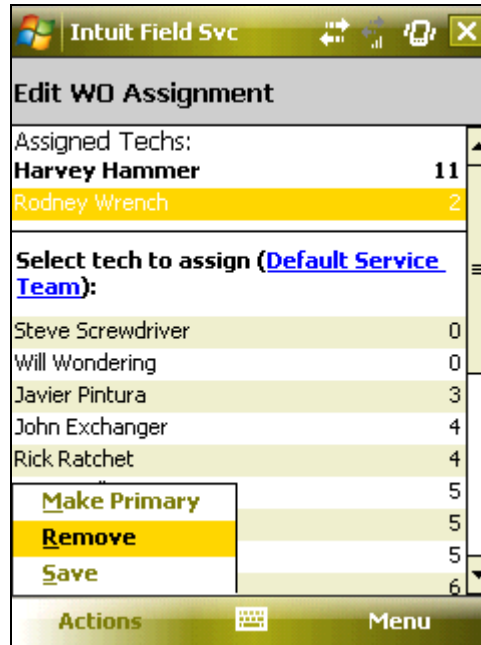 Intuit Field Svc
Edit WO Assignment
Assigned Techs:
Harvey Hammer 11
Rodney Wrench 2
Select tech to assign (Default Service
Team):
Steve Screwdriver 0
Will Wondering 0
Javier Pintura 3
John Exchanger 4
Rick Ratchet 4
5
Make Primary
5
Remove
5
Save
6
Actions Menu